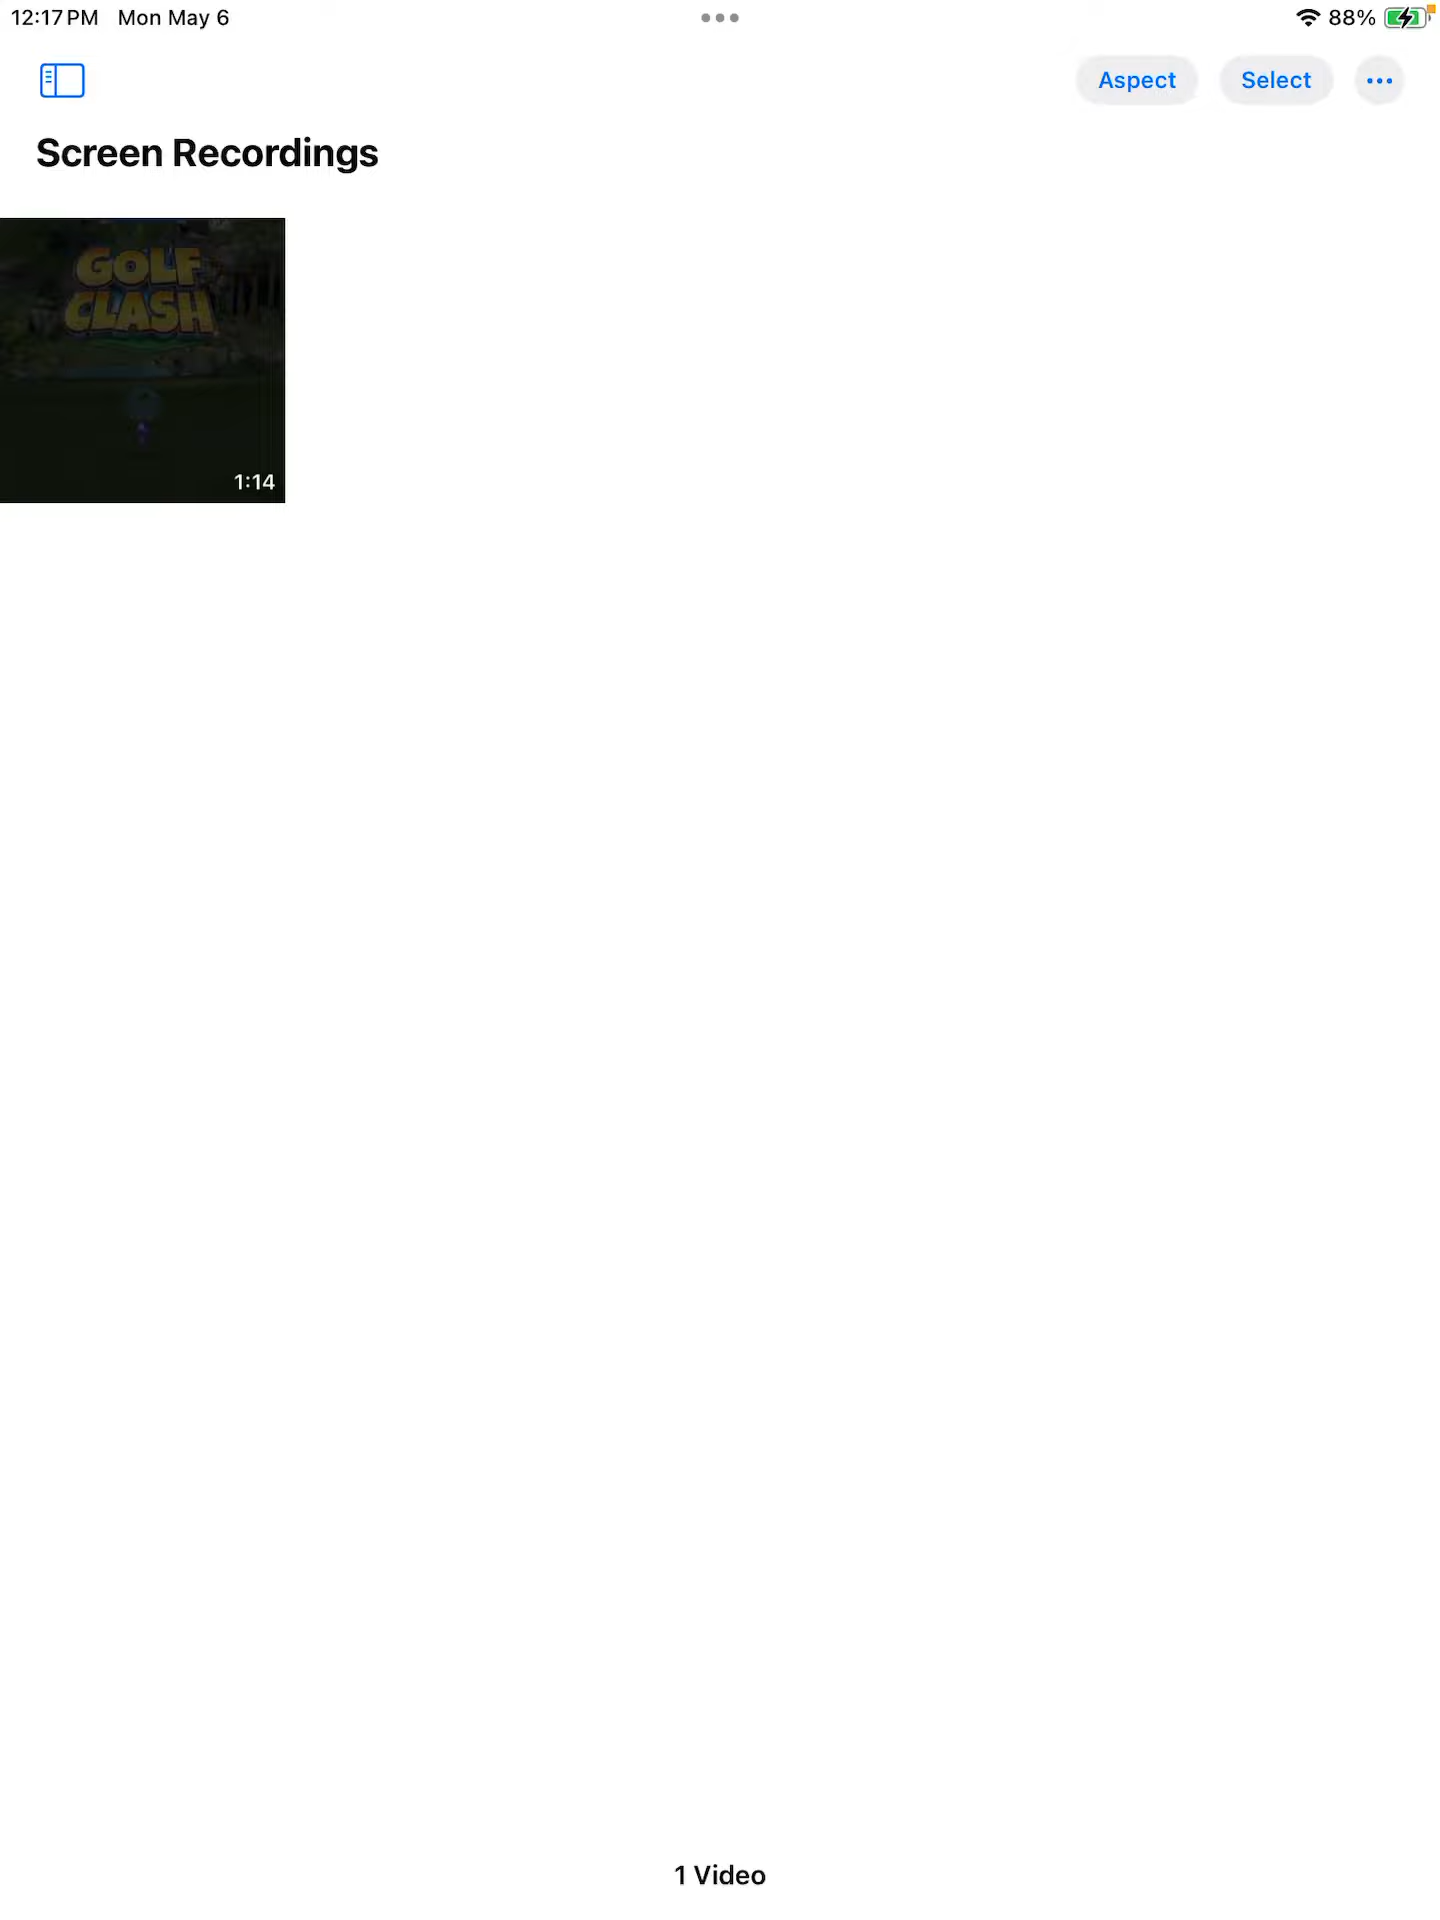 12:17 PM Mon May 6
88%
Aspect Select
Screen Recordings
GOLF
CLASH
1:14
1 Video